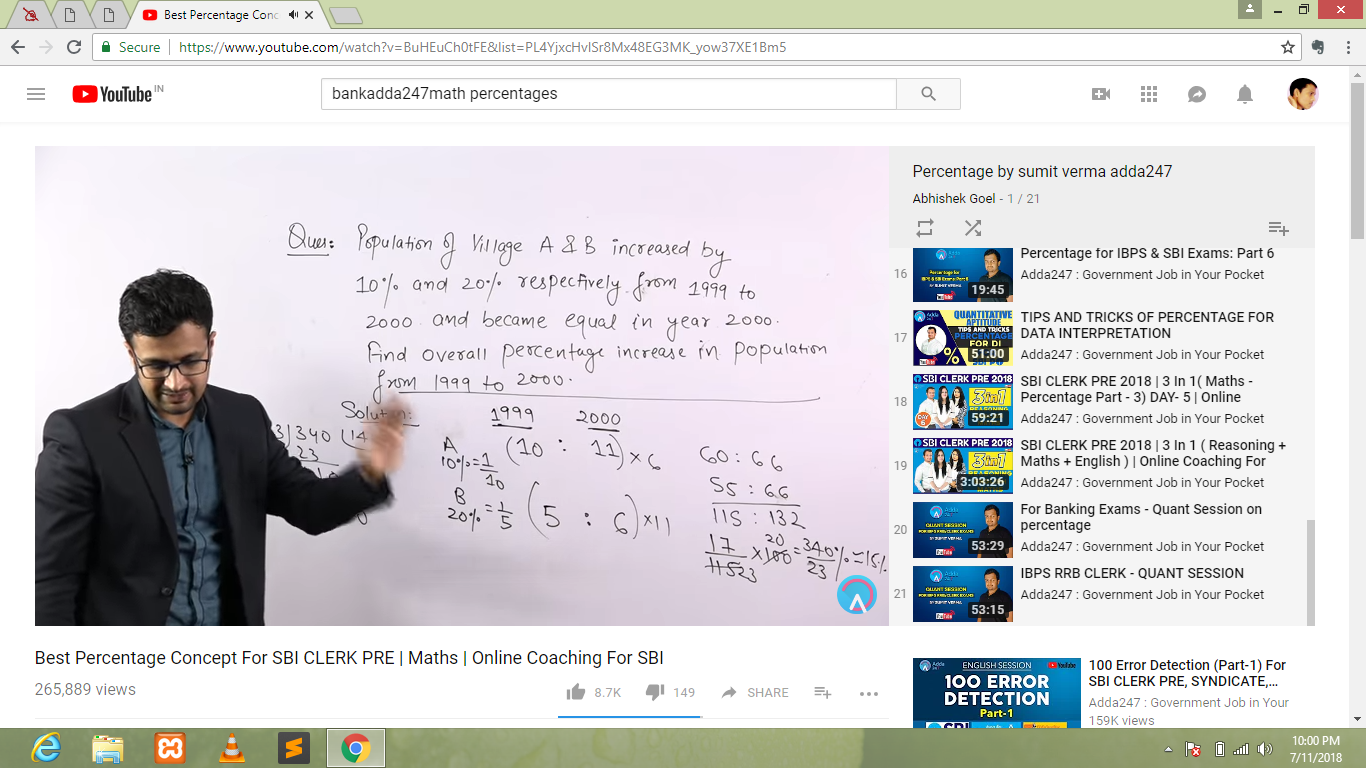 Best Percentage Conc
Secure https://www.youtube.com/watch?v=BuHEuCh0tFE&list=PL4YjxcHvISr8Mx48EG3MK_yow37XE1Bm5
YouTube IN
bankadda247math percentages
Ques: Population of Village A & B increased by
10% and 20% respectively from 1999 to
2000 and became equal in year 2000.
Find overall percentage increase in population
from 1999 to 2000.
Solution:
1999 2000
3)340 (14
23
A
10%=1/10 (10 : 11)×6
B
20%=1/5 (5 : 6)×11
60:66
55:66
115:132
17/11523 ×100 20 =340%/23 =15%
Percentage by sumit verma adda247
Abhishek Goel - 1 / 21
16
Percentage for IBPS & SBI Exams: Part 6
Adda247 : Government Job in Your Pocket
19:45
17
TIPS AND TRICKS OF PERCENTAGE FOR
DATA INTERPRETATION
Adda247 : Government Job in Your Pocket
QUANTITATIVE
APTITUDE
TIPS AND TRICKS
PERCENTAGE
FOR DI
51:00
18
SBI CLERK PRE 2018 | 3 In 1( Maths -
Percentage Part - 3) DAY- 5 | Online
Adda247 : Government Job in Your Pocket
SBI CLERK PRE 2018
3in1
59:21
19
SBI CLERK PRE 2018 | 3 In 1 ( Reasoning +
Maths + English ) | Online Coaching For
Adda247 : Government Job in Your Pocket
SBI CLERK PRE 2018
3in1
3:03:26
20
For Banking Exams - Quant Session on
percentage
Adda247 : Government Job in Your Pocket
QUANT SESSION
53:29
21
IBPS RRB CLERK - QUANT SESSION
Adda247 : Government Job in Your Pocket
QUANT SESSION
53:15
Best Percentage Concept For SBI CLERK PRE | Maths | Online Coaching For SBI
265,889 views
8.7K 149 SHARE
ENGLISH SESSION
100 ERROR
DETECTION
Part-1
100 Error Detection (Part-1) For
SBI CLERK PRE, SYNDICATE,...
Adda247 : Government Job in Your
159K views
10:00 PM
7/11/2018